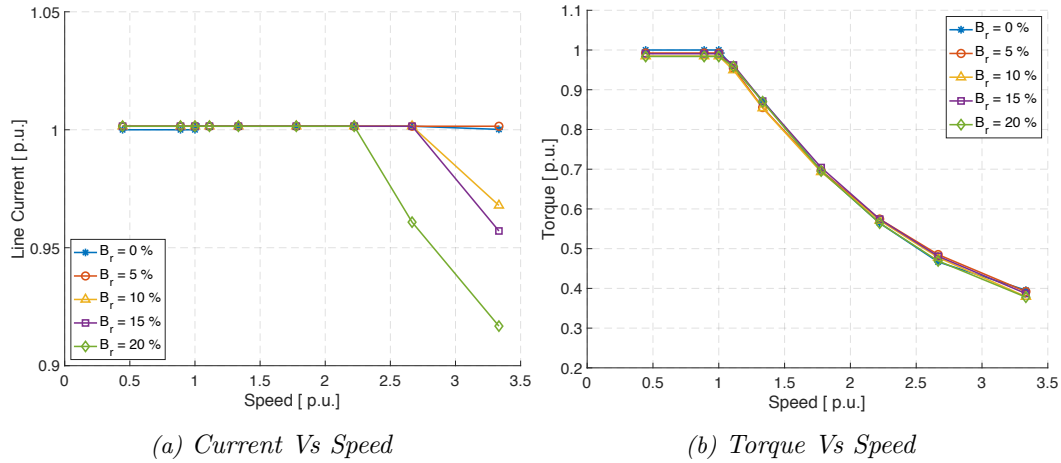 1.05
1
0.95
0.9
Line Current [ p.u.]
B_r = 0 %
B_r = 5 %
B_r = 10 %
B_r = 15 %
B_r = 20 %
0 0.5 1 1.5 2 2.5 3 3.5
Speed [ p.u.]
(a) Current Vs Speed
1.1
1
0.9
0.8
0.7
0.6
0.5
0.4
0.3
0.2
Torque [ p.u.]
B_r = 0 %
B_r = 5 %
B_r = 10 %
B_r = 15 %
B_r = 20 %
0 0.5 1 1.5 2 2.5 3 3.5
Speed [ p.u.]
(b) Torque Vs Speed